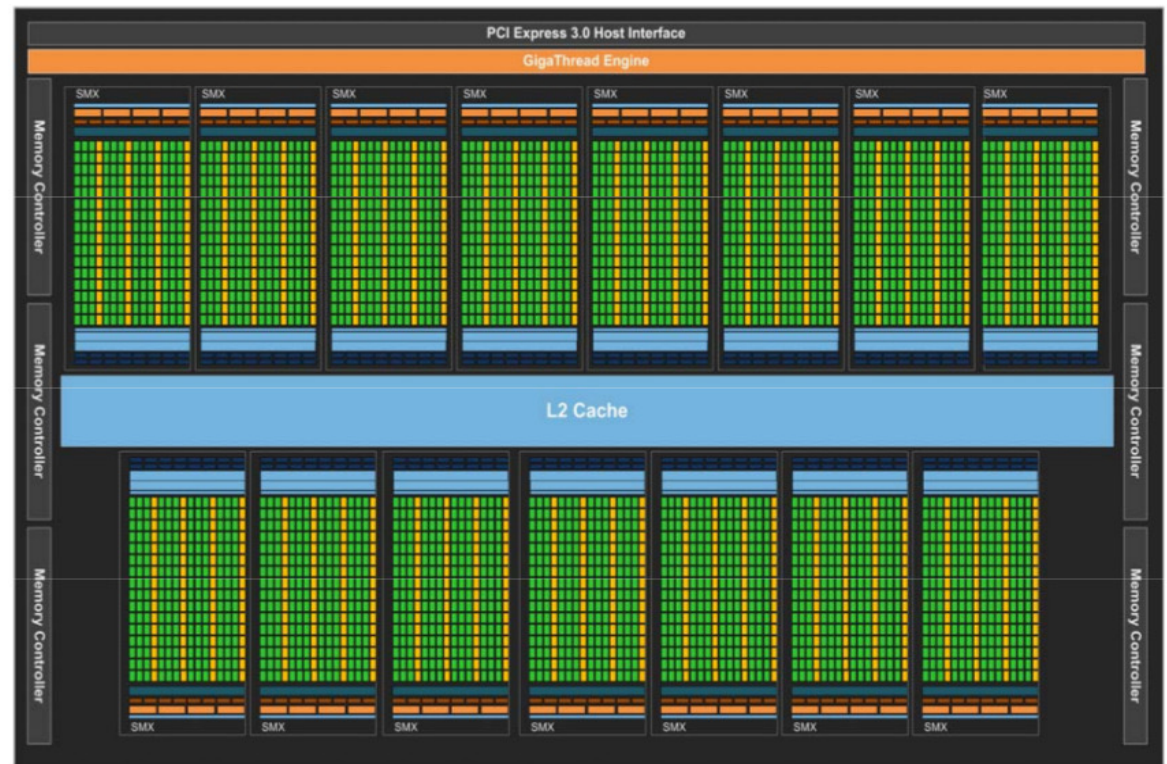 PCI Express 3.0 Host Interface
GigaThread Engine
SMX SMX SMX SMX SMX SMX SMX SMX
Memory Controller
Memory Controller
Memory Controller
Memory Controller
L2 Cache
Memory Controller
Memory Controller
SMX SMX SMX SMX SMX SMX SMX